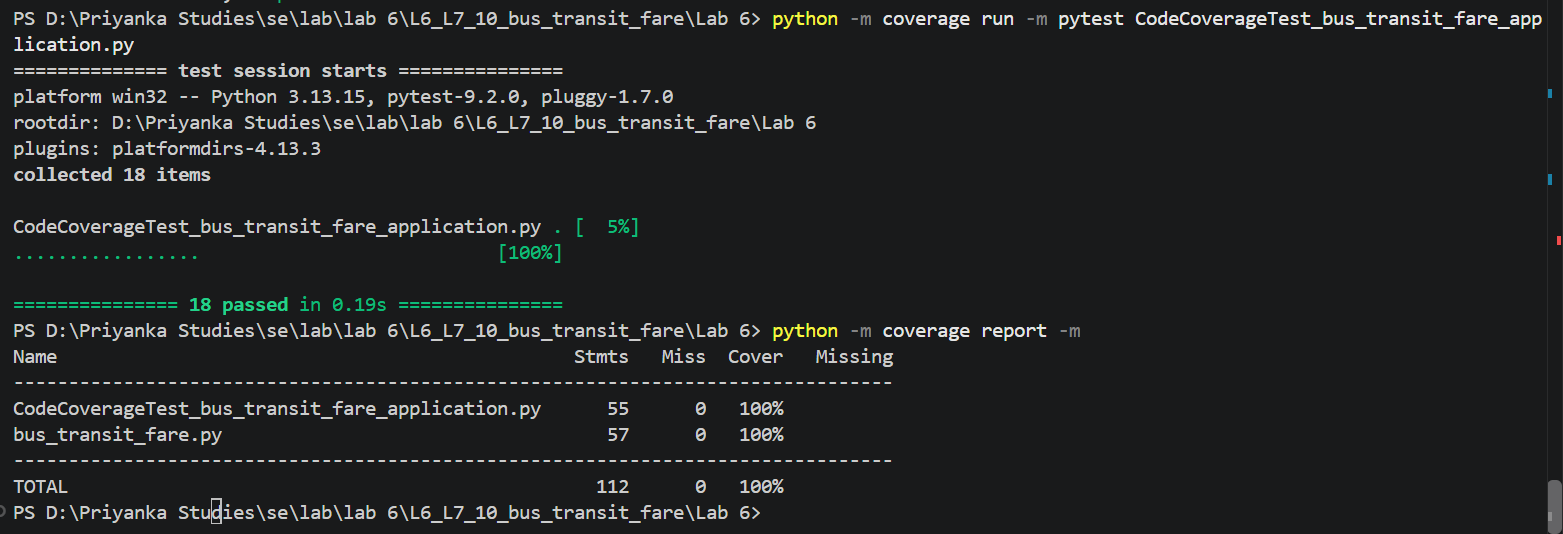 PS D:\Priyanka Studies\se\lab\lab 6\L6_L7_10_bus_transit_fare\Lab 6> python -m coverage run -m pytest CodeCoverageTest_bus_transit_fare_app
lication.py
============== test session starts ===============
platform win32 -- Python 3.13.15, pytest-9.2.0, pluggy-1.7.0
rootdir: D:\Priyanka Studies\se\lab\lab 6\L6_L7_10_bus_transit_fare\Lab 6
plugins: platformdirs-4.13.3
collected 18 items

CodeCoverageTest_bus_transit_fare_application.py . [  5%]
.................                           [100%]

=============== 18 passed in 0.19s ===============
PS D:\Priyanka Studies\se\lab\lab 6\L6_L7_10_bus_transit_fare\Lab 6> python -m coverage report -m
Name                                               Stmts   Miss  Cover   Missing
--------------------------------------------------------------------------------
CodeCoverageTest_bus_transit_fare_application.py      55      0   100%
bus_transit_fare.py                                   57      0   100%
--------------------------------------------------------------------------------
TOTAL                                                112      0   100%
PS D:\Priyanka Studies\se\lab\lab 6\L6_L7_10_bus_transit_fare\Lab 6>